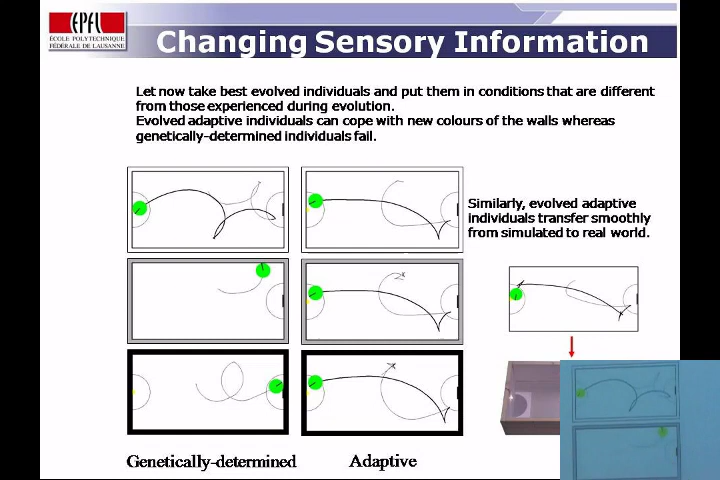 EPFL
ÉCOLE POLYTECHNIQUE
FÉDÉRALE DE LAUSANNE
Changing Sensory Information
Let now take best evolved individuals and put them in conditions that are different
from those experienced during evolution.
Evolved adaptive individuals can cope with new colours of the walls whereas
genetically-determined individuals fail.
Similarly, evolved adaptive
individuals transfer smoothly
from simulated to real world.
Genetically-determined
Adaptive